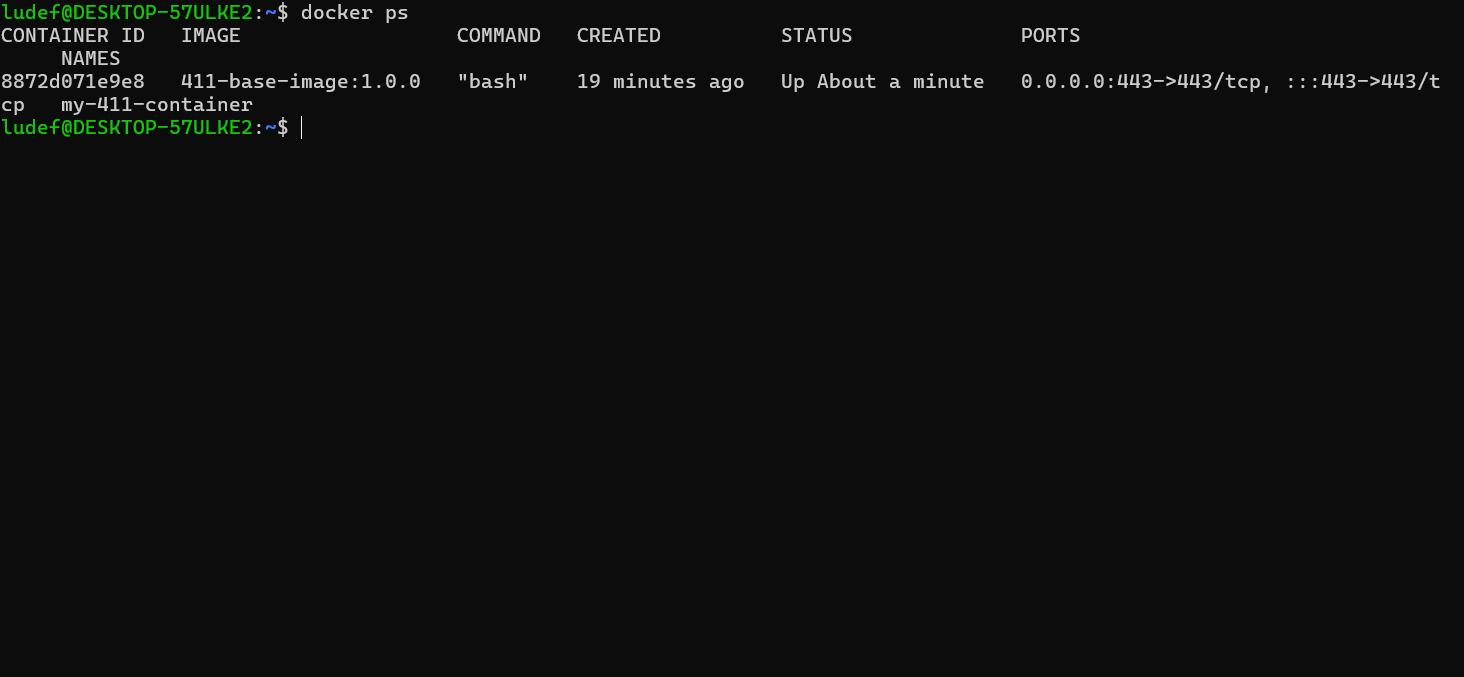 ludef@DESKTOP-57ULKE2:~$ docker ps
CONTAINER ID   IMAGE                  COMMAND   CREATED          STATUS              PORTS
     NAMES
8872d071e9e8   411-base-image:1.0.0   "bash"    19 minutes ago   Up About a minute   0.0.0.0:443->443/tcp, :::443->443/t
cp   my-411-container
ludef@DESKTOP-57ULKE2:~$